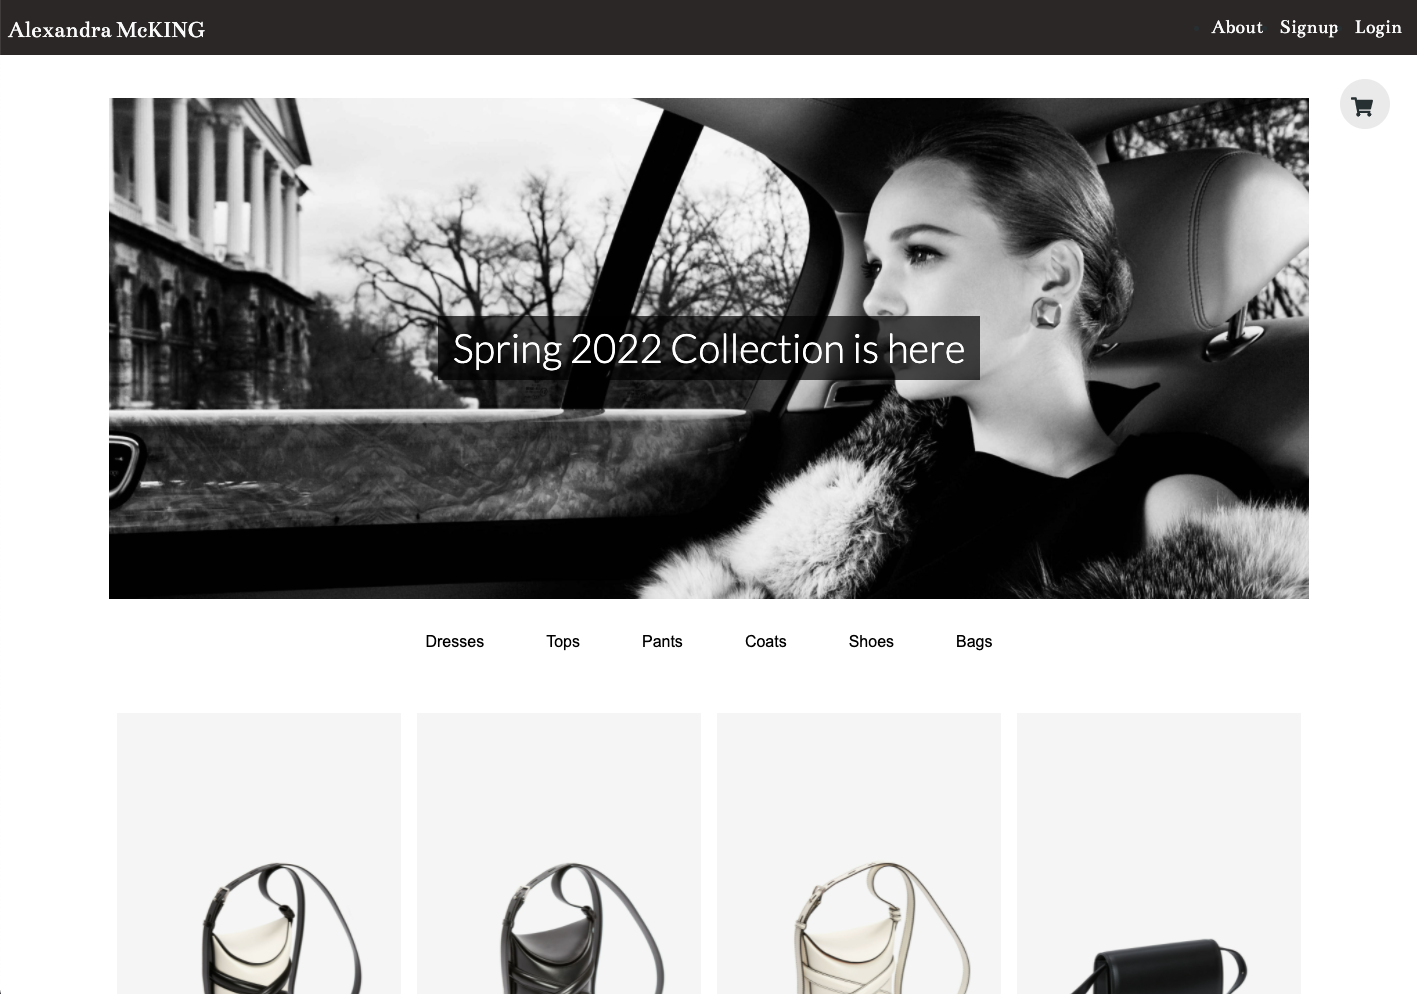 Alexandra McKING
About Signup Login
Spring 2022 Collection is here
Dresses Tops Pants Coats Shoes Bags